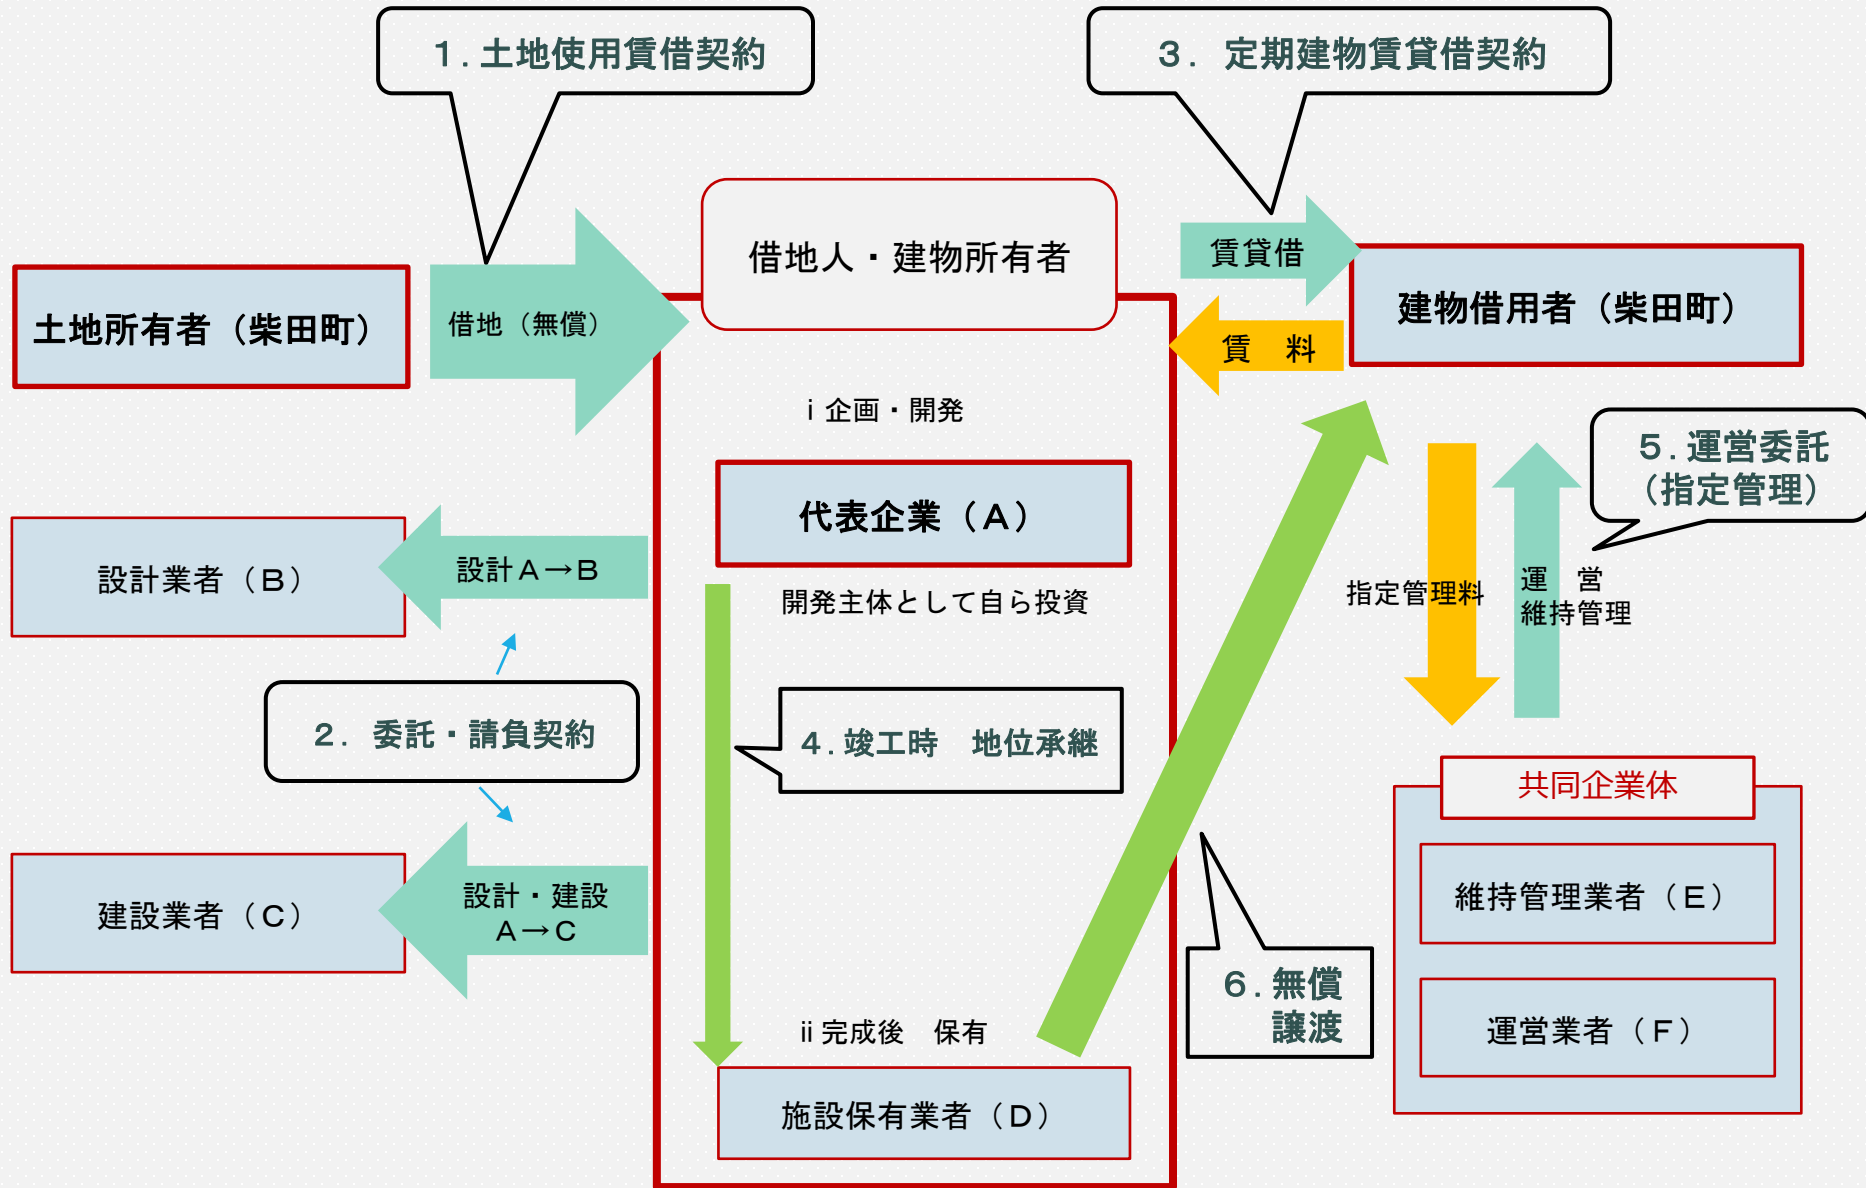 １.土地使用賃借契約
３. 定期建物賃貸借契約
借地人・建物所有者
賃貸借
土地所有者（柴田町）
借地（無償）
建物借用者（柴田町）
賃　料
ⅰ企画・開発
５.運営委託
（指定管理）
代表企業（Ａ）
設計業者（Ｂ）
設計Ａ→Ｂ
開発主体として自ら投資
指定管理料
運　営
維持管理
２. 委託・請負契約
４.竣工時　地位承継
共同企業体
建設業者（Ｃ）
設計・建設
Ａ→Ｃ
維持管理業者（Ｅ）
６.無償
譲渡
ⅱ完成後　保有
運営業者（Ｆ）
施設保有業者（Ｄ）